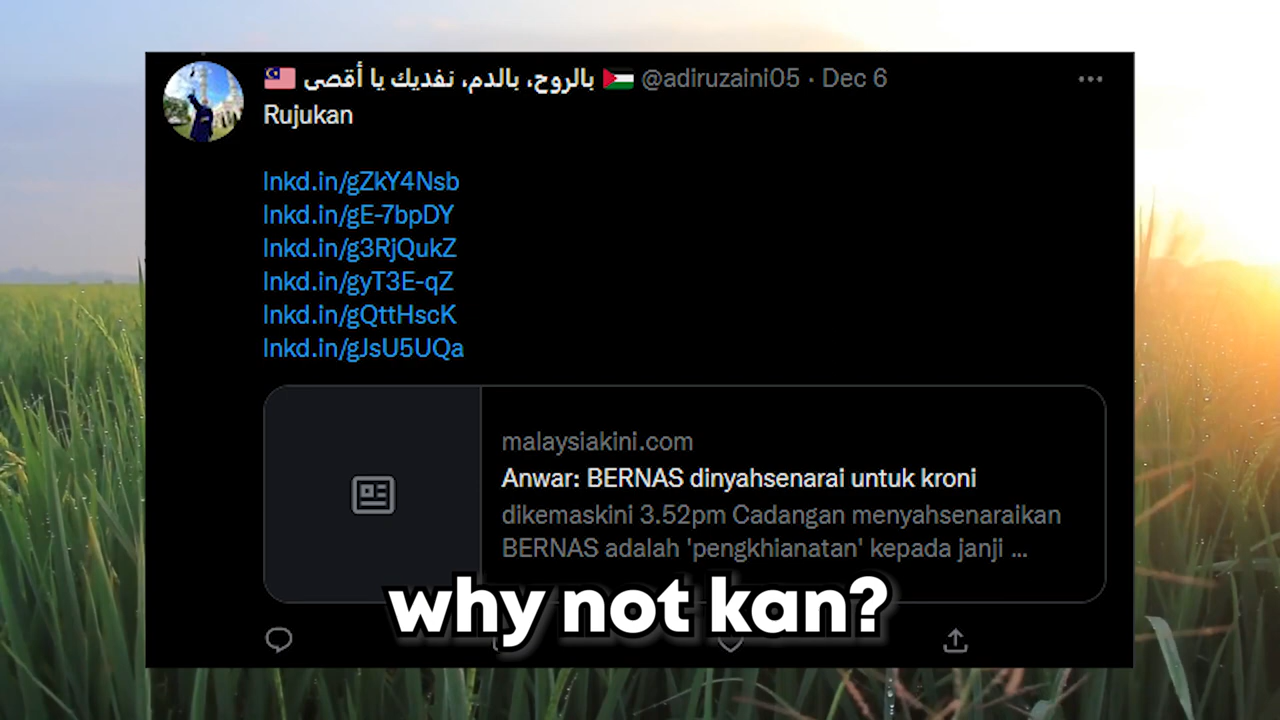 🇲🇾 بالروح، بالدم، نفديك يا أقصى 🇵🇸 @adiruzaini05 · Dec 6
Rujukan
lnkd.in/gZkY4Nsb
lnkd.in/gE-7bpDY
lnkd.in/g3RjQukZ
lnkd.in/gyT3E-qZ
lnkd.in/gQttHscK
lnkd.in/gJsU5UQa
malaysiakini.com
Anwar: BERNAS dinyahsenarai untuk kroni
dikemaskini 3.52pm Cadangan menyahsenaraikan
BERNAS adalah 'pengkhianatan' kepada janji ...
why not kan?